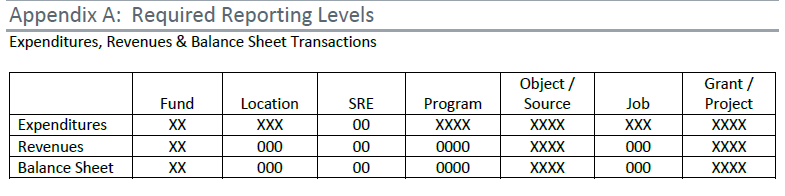 Appendix A: Required Reporting Levels
Expenditures, Revenues & Balance Sheet Transactions
Fund Location SRE Program Object / Source Job Grant / Project
Expenditures XX XXX 00 XXXX XXXX XXX XXXX
Revenues XX 000 00 0000 XXXX 000 XXXX
Balance Sheet XX 000 00 0000 XXXX 000 XXXX